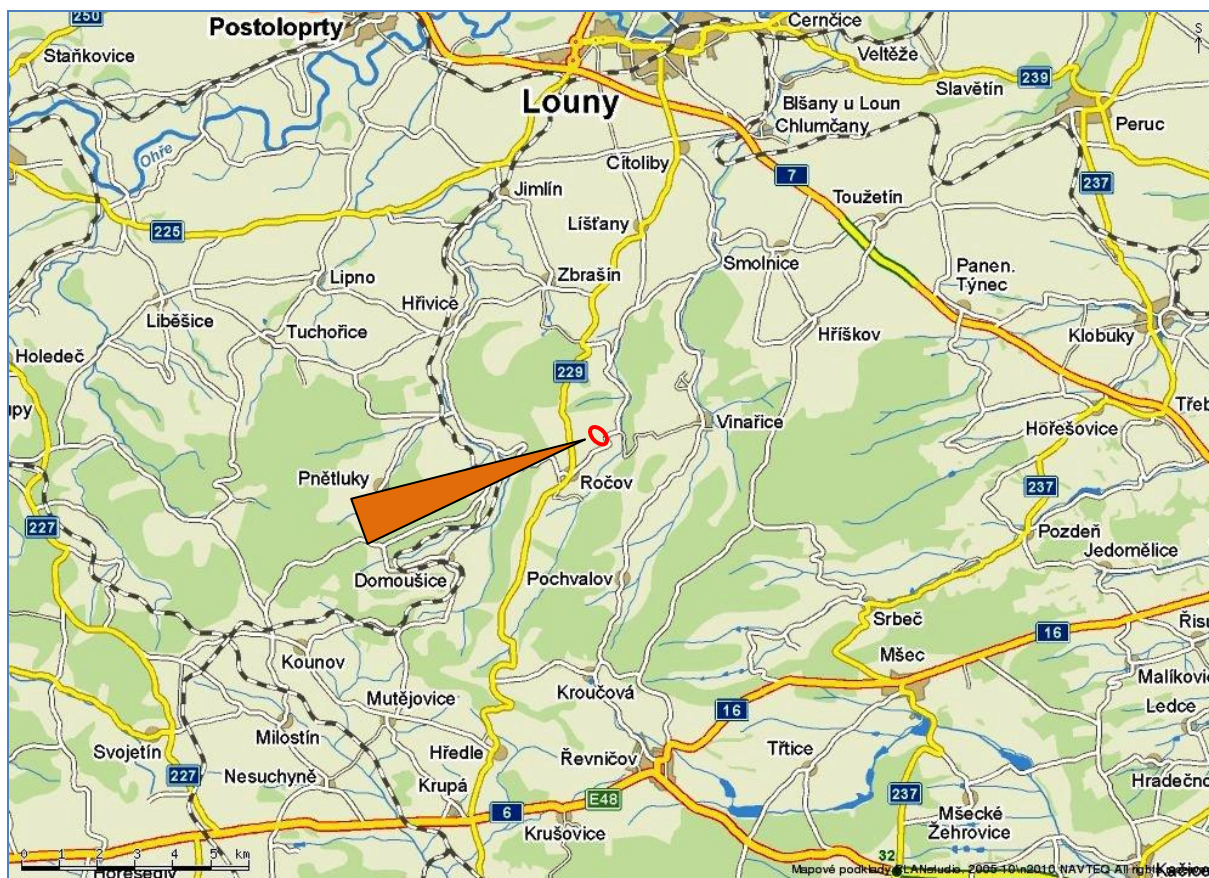 250
Postoloprty
Černčice
Staňkovice
Veltěže
S
239
Slavětín
Louny
Blšany u Loun
Chlumčany
Peruc
Ohře
Cítoliby
7
237
Jimlín
Toužetín
225
Líšťany
Smolnice
Panen.
Týnec
Lipno
Zbrašín
Hřivice
Liběšice
Tuchořice
Hříškov
Klobuky
Holedeč
229
Vinařice
Hořešovice
Pnětluky
Ročov
237
227
Pozdeň
Jedomělice
Domoušice
Pochvalov
Srbeč
16
Kounov
Mšec
Kroučová
Mutějovice
16
Ledce
Milostín
Svojetín
Hředle
Řevničov
Třtice
227
Nesuchyně
Krupá
237
E48
6
Mšecké
Žehrovice
Krušovice
0 1 2 3 4 5 km
32